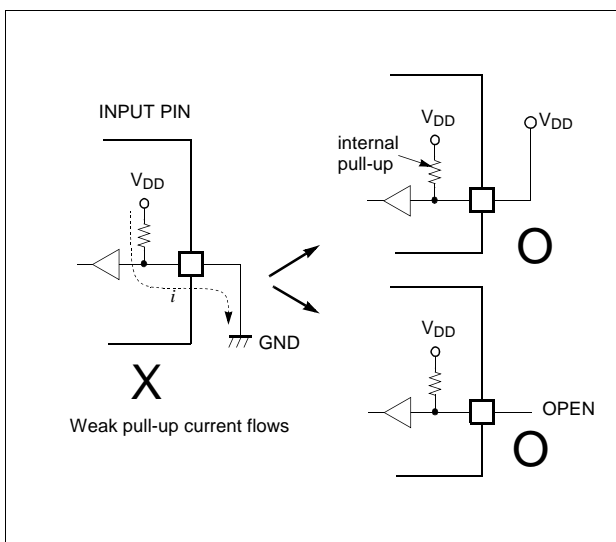 INPUT PIN
VDD
i
GND
X
Weak pull-up current flows
VDD
internal
pull-up
VDD
O
VDD
OPEN
O